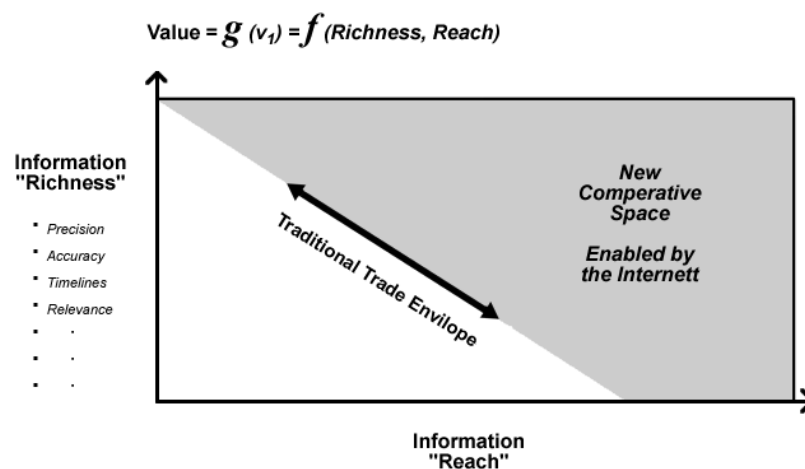 Value = g (v1) = f (Richness, Reach)
Information
"Richness"
▪ Precision
▪ Accuracy
▪ Timelines
▪ Relevance
▪ .
▪ .
▪ .
New
Comperative
Space
Enabled by
the Internett
Traditional Trade Envilope
Information
"Reach"